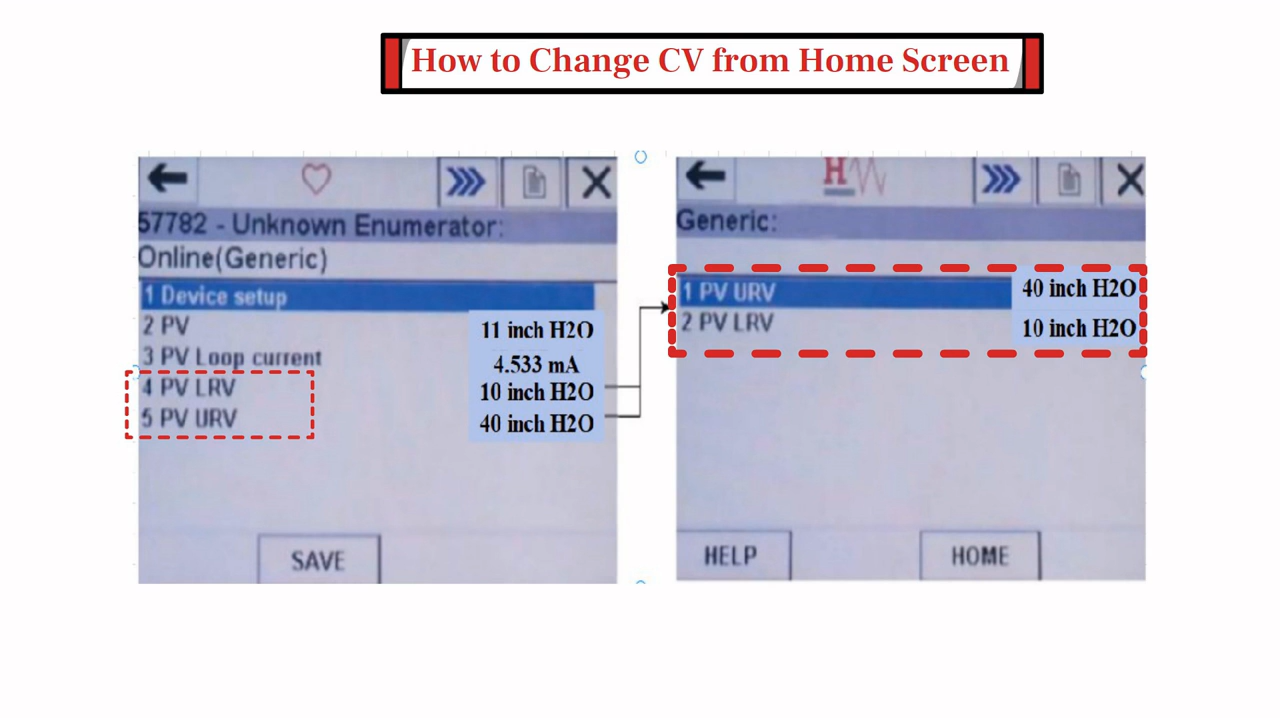 How to Change CV from Home Screen
57782 - Unknown Enumerator:
Online(Generic)
1 Device setup
2 PV 11 inch H2O
3 PV Loop current 4.533 mA
4 PV LRV 10 inch H2O
5 PV URV 40 inch H2O
SAVE
H
Generic:
1 PV URV 40 inch H2O
2 PV LRV 10 inch H2O
HELP
HOME